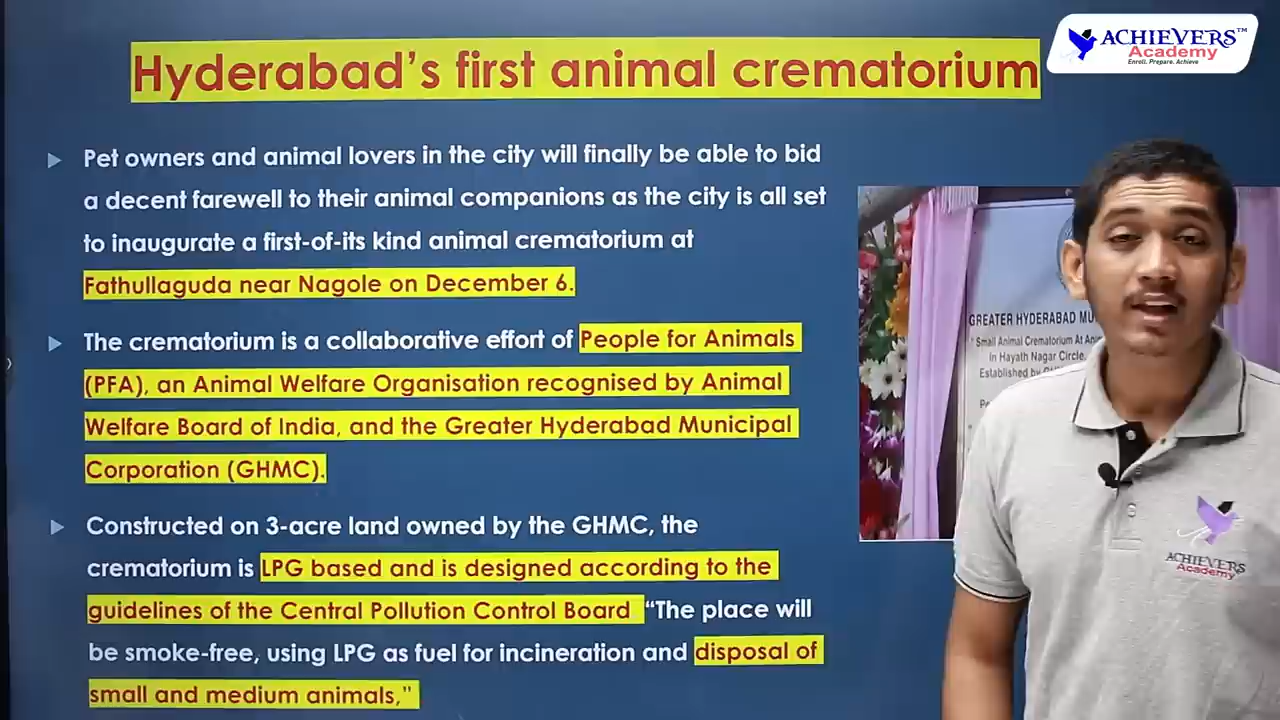 Hyderabad's first animal crematorium
ACHIEVERS™
Academy
Enroll. Prepare. Achieve
Pet owners and animal lovers in the city will finally be able to bid
a decent farewell to their animal companions as the city is all set
to inaugurate a first-of-its kind animal crematorium at
Fathullaguda near Nagole on December 6.
The crematorium is a collaborative effort of People for Animals
(PFA), an Animal Welfare Organisation recognised by Animal
Welfare Board of India, and the Greater Hyderabad Municipal
Corporation (GHMC).
Constructed on 3-acre land owned by the GHMC, the
crematorium is LPG based and is designed according to the
guidelines of the Central Pollution Control Board “The place will
be smoke-free, using LPG as fuel for incineration and disposal of
small and medium animals,"
GREATER HYDERABAD MU
"Small Animal Crematorium At
In Hayath Nagar Circle,
Established by
ACHIEVERS
Academy